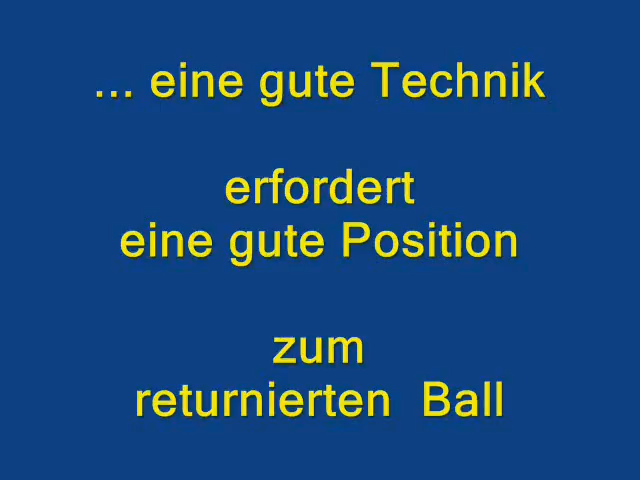 ... eine gute Technik
erfordert
eine gute Position
zum
returnierten Ball